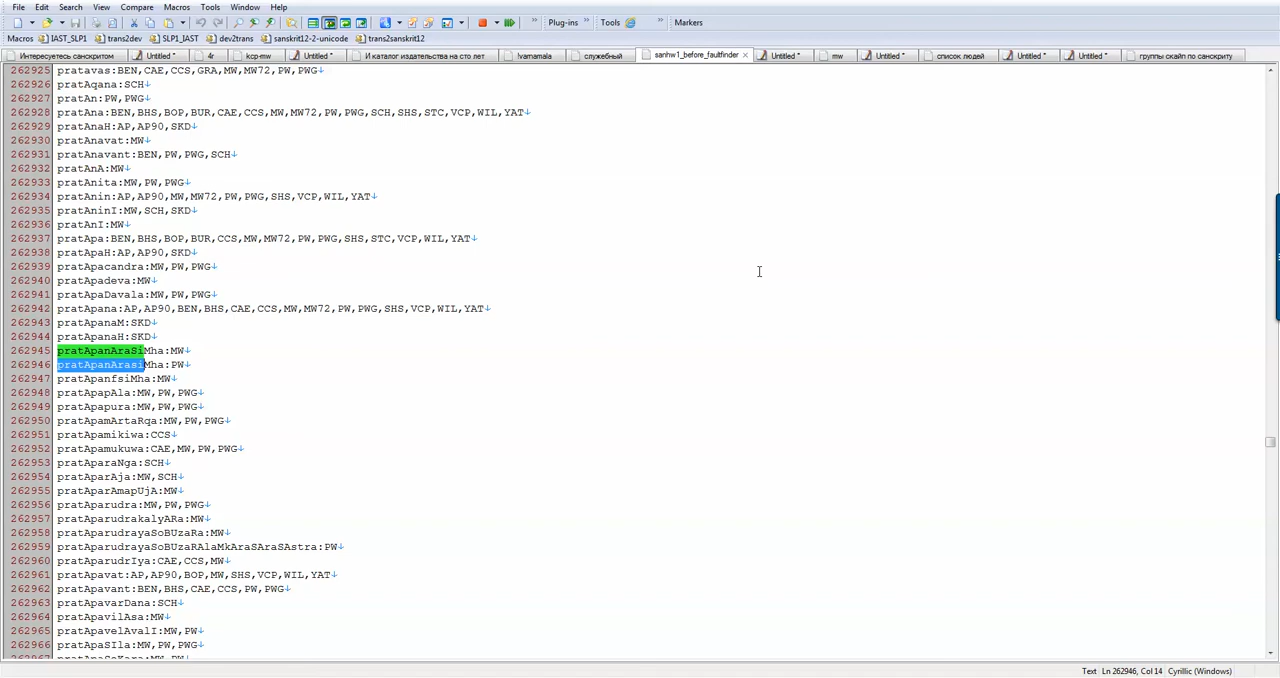 File Edit Search View Compare Macros Tools Window Help
Plug-ins Tools Markers
Macros IAST_SLP1 trans2dev SLP1_IAST dev2trans sanskrit12-2-unicode trans2sanskrit12
Интересуетесь санскритом Untitled * 4r kcp-mw Untitled * И каталог издательства на сто лет lvarnamala служебный sanhw1_before_faultfinder Untitled * mw Untitled * список людей Untitled * Untitled * группы скайп по санскриту
262925 pratavas:BEN,CAE,CCS,GRA,MW,MW72,PW,PWG↓
262926 pratAqana:SCH↓
262927 pratAn:PW,PWG↓
262928 pratAna:BEN,BHS,BOP,BUR,CAE,CCS,MW,MW72,PW,PWG,SCH,SHS,STC,VCP,WIL,YAT↓
262929 pratAnaH:AP,AP90,SKD↓
262930 pratAnavat:MW↓
262931 pratAnavant:BEN,PW,PWG,SCH↓
262932 pratAnA:MW↓
262933 pratAnita:MW,PW,PWG↓
262934 pratAnin:AP,AP90,MW,MW72,PW,PWG,SHS,VCP,WIL,YAT↓
262935 pratAninI:MW,SCH,SKD↓
262936 pratAnI:MW↓
262937 pratApa:BEN,BHS,BOP,BUR,CCS,MW,MW72,PW,PWG,SHS,STC,VCP,WIL,YAT↓
262938 pratApaH:AP,AP90,SKD↓
262939 pratApacandra:MW,PW,PWG↓
262940 pratApadeva:MW↓
262941 pratApaDavala:MW,PW,PWG↓
262942 pratApana:AP,AP90,BEN,BHS,CAE,CCS,MW,MW72,PW,PWG,SHS,VCP,WIL,YAT↓
262943 pratApanaM:SKD↓
262944 pratApanaH:SKD↓
262945 pratApanAraSiMha:MW↓
262946 pratApanArasiMha:PW↓
262947 pratApanfsiMha:MW↓
262948 pratApapAla:MW,PW,PWG↓
262949 pratApapura:MW,PW,PWG↓
262950 pratApamArtaRqa:MW,PW,PWG↓
262951 pratApamikiwa:CCS↓
262952 pratApamukuwa:CAE,MW,PW,PWG↓
262953 pratAparaNga:SCH↓
262954 pratAparAja:MW,SCH↓
262955 pratAparAmapUjA:MW↓
262956 pratAparudra:MW,PW,PWG↓
262957 pratAparudrakalyARa:MW↓
262958 pratAparudrayaSoBUzaRa:MW↓
262959 pratAparudrayaSoBUzaRAlaMkAraSAraSAstra:PW↓
262960 pratAparudrIya:CAE,CCS,MW↓
262961 pratApavat:AP,AP90,BOP,MW,SHS,VCP,WIL,YAT↓
262962 pratApavant:BEN,BHS,CAE,CCS,PW,PWG↓
262963 pratApavarDana:SCH↓
262964 pratApavilAsa:MW↓
262965 pratApavelAvalI:MW,PW↓
262966 pratApaSIla:MW,PW,PWG↓
262967 pratApaSeKara:MW,PW↓
Text Ln 262946, Col 14 Cyrillic (Windows)